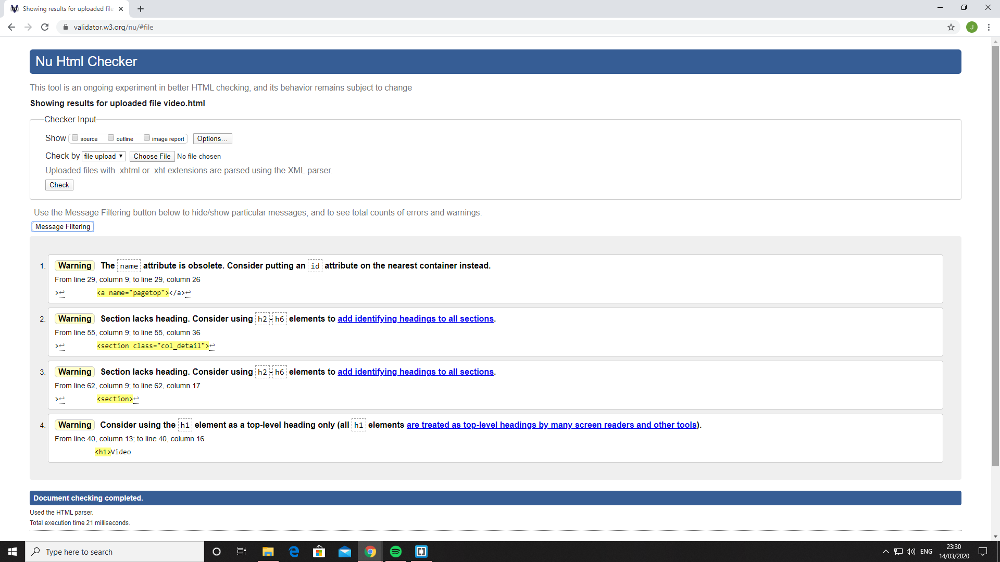 Showing results for uploaded file
validator.w3.org/nu/#file
J
Nu Html Checker
This tool is an ongoing experiment in better HTML checking, and its behavior remains subject to change
Showing results for uploaded file video.html
Checker Input
Show source outline image report Options...
Check by file upload Choose File No file chosen
Uploaded files with .xhtml or .xht extensions are parsed using the XML parser.
Check
Use the Message Filtering button below to hide/show particular messages, and to see total counts of errors and warnings.
Message Filtering
1. Warning The name attribute is obsolete. Consider putting an id attribute on the nearest container instead.
From line 29, column 9; to line 29, column 26
>↩ <a name="pagetop"></a>↩
2. Warning Section lacks heading. Consider using h2-h6 elements to add identifying headings to all sections.
From line 55, column 9; to line 55, column 36
>↩ <section class="col_detail">↩
3. Warning Section lacks heading. Consider using h2-h6 elements to add identifying headings to all sections.
From line 62, column 9; to line 62, column 17
>↩ <section>↩
4. Warning Consider using the h1 element as a top-level heading only (all h1 elements are treated as top-level headings by many screen readers and other tools).
From line 40, column 13; to line 40, column 16
<h1>Video
Document checking completed.
Used the HTML parser.
Total execution time 21 milliseconds.
Type here to search
ENG
23:30
14/03/2020